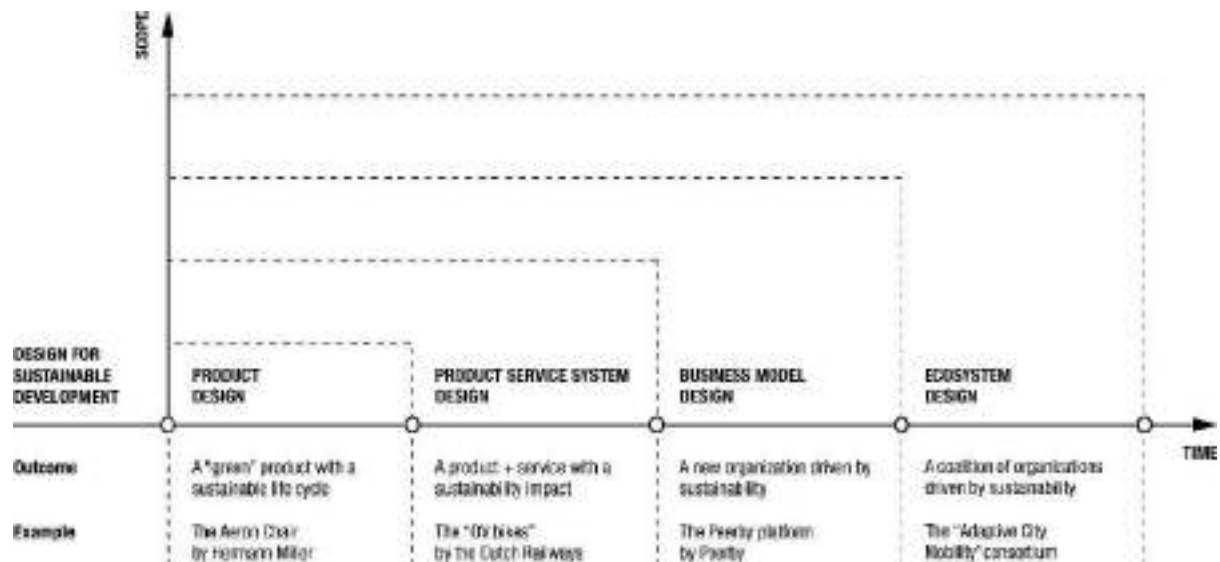 SCOPE
DESIGN FOR
SUSTAINABLE
DEVELOPMENT
PRODUCT
DESIGN
PRODUCT SERVICE SYSTEM
DESIGN
BUSINESS MODEL
DESIGN
ECOSYSTEM
DESIGN
TIME
Outcome
A "green" product with a
sustainable life cycle
A product + service with a
sustainability impact
A new organization driven by
sustainability
A coalition of organizations
driven by sustainability
Example
The Aeron Chair
by Hermann Miller
The "OV bikes"
by the Dutch Railways
The Peerby platform
by Peerby
The "Adaptive City
Mobility" consortium